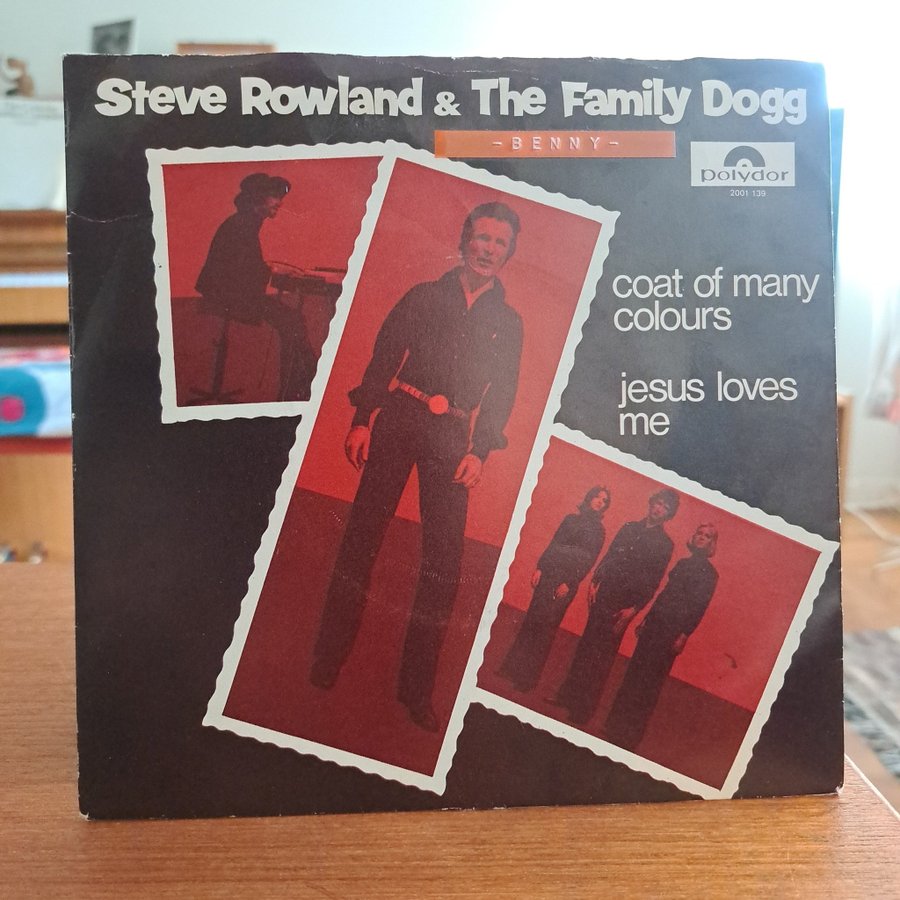 Steve Rowland & The Family Dogg
-BENNY-
polydor
2001 139
coat of many
colours
jesus loves
me